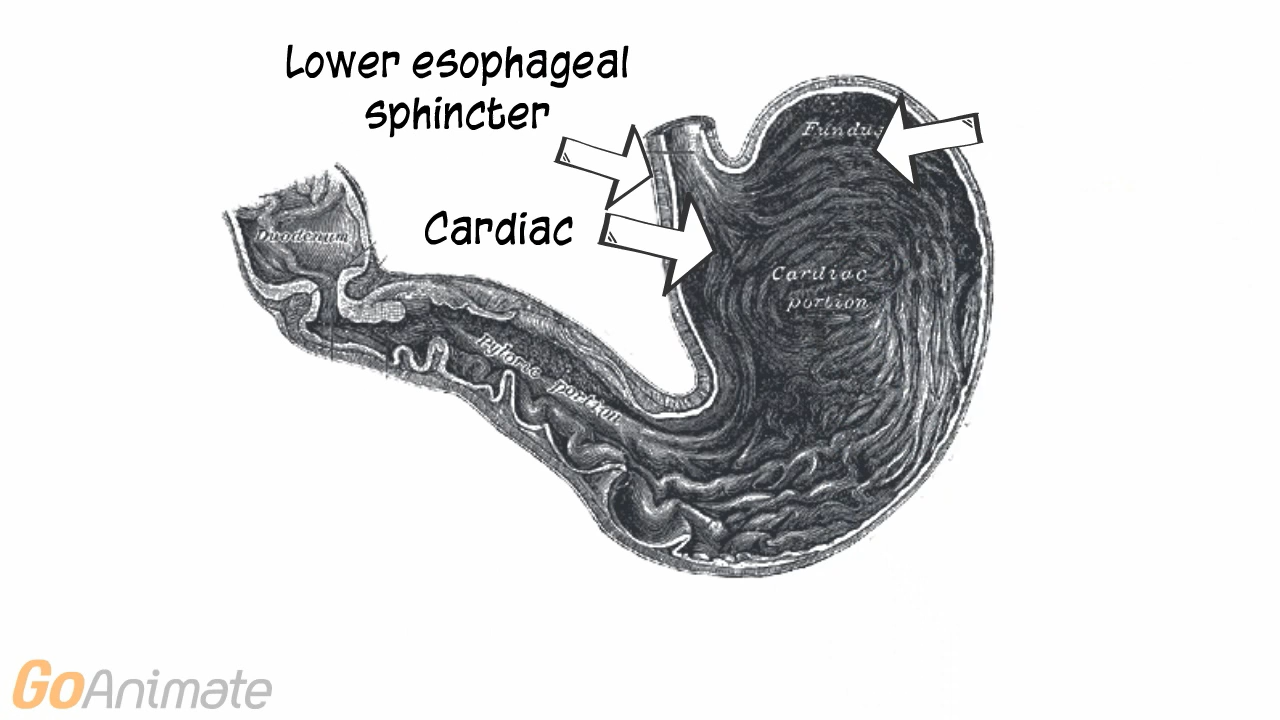 Lower esophageal
sphincter
Fundus
Cardiac
Duodenum
Cardiac
portion
Pyloric portion
GoAnimate